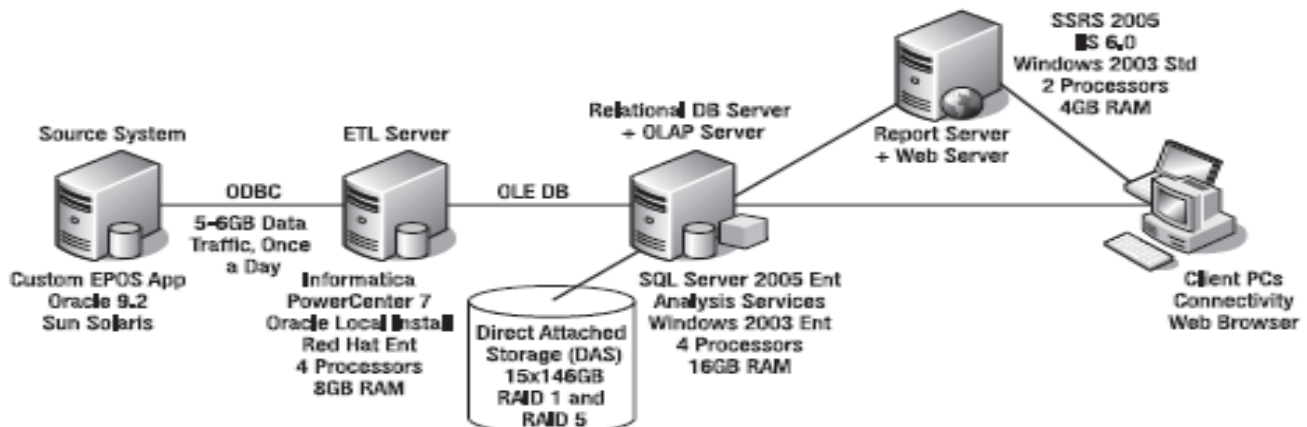 Source System
Custom EPOS App
Oracle 9.2
Sun Solaris
ODBC
5-6GB Data
Traffic, Once
a Day
ETL Server
Informatica
PowerCenter 7
Oracle Local Install
Red Hat Ent
4 Processors
8GB RAM
OLE DB
Direct Attached
Storage (DAS)
15x146GB
RAID 1 and
RAID 5
Relational DB Server
+ OLAP Server
SQL Server 2005 Ent
Analysis Services
Windows 2003 Ent
4 Processors
16GB RAM
Report Server
+ Web Server
SSRS 2005
IIS 6.0
Windows 2003 Std
2 Processors
4GB RAM
Client PCs
Connectivity
Web Browser